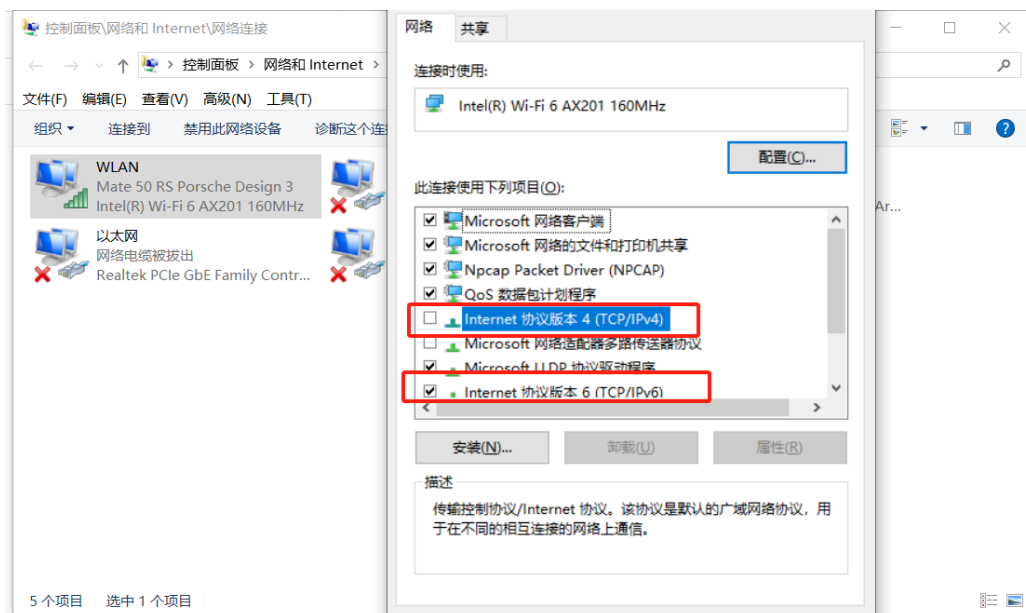 控制面板\网络和 Internet\网络连接
控制面板 > 网络和 Internet >
文件(F) 编辑(E) 查看(V) 高级(N) 工具(T)
组织 连接到 禁用此网络设备 诊断这个连
WLAN
Mate 50 RS Porsche Design 3
Intel(R) Wi-Fi 6 AX201 160MHz
以太网
网络电缆被拔出
Realtek PCIe GbE Family Contr...
Ar...
5 个项目 选中 1 个项目
网络 共享
连接时使用:
Intel(R) Wi-Fi 6 AX201 160MHz
配置(C)...
此连接使用下列项目(O):
Microsoft 网络客户端
Microsoft 网络的文件和打印机共享
Npcap Packet Driver (NPCAP)
QoS 数据包计划程序
Internet 协议版本 4 (TCP/IPv4)
Microsoft 网络适配器多路传送器协议
Microsoft LLDP 协议驱动程序
Internet 协议版本 6 (TCP/IPv6)
安装(N)... 卸载(U) 属性(R)
描述
传输控制协议/Internet 协议。该协议是默认的广域网络协议，用
于在不同的相互连接的网络上通信。